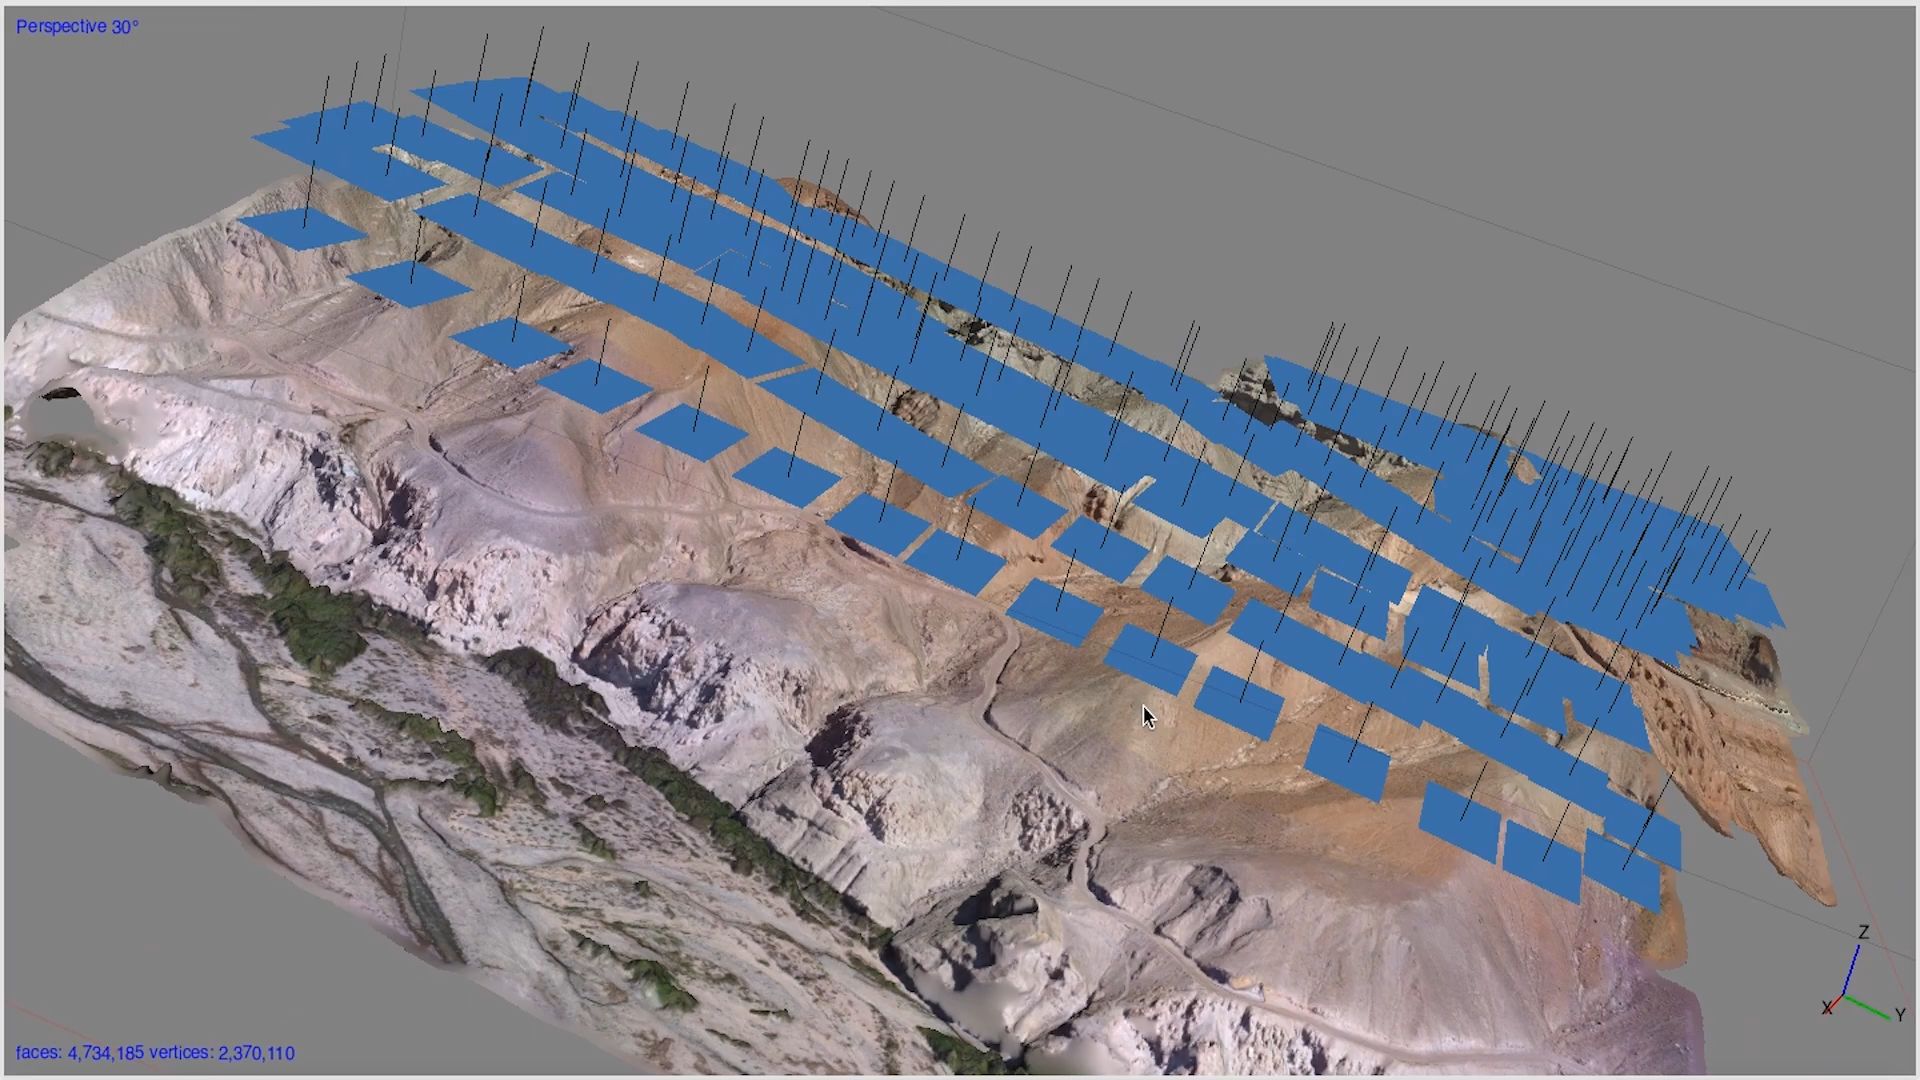 Perspective 30°
Z
X
Y
faces: 4,734,185 vertices: 2,370,110